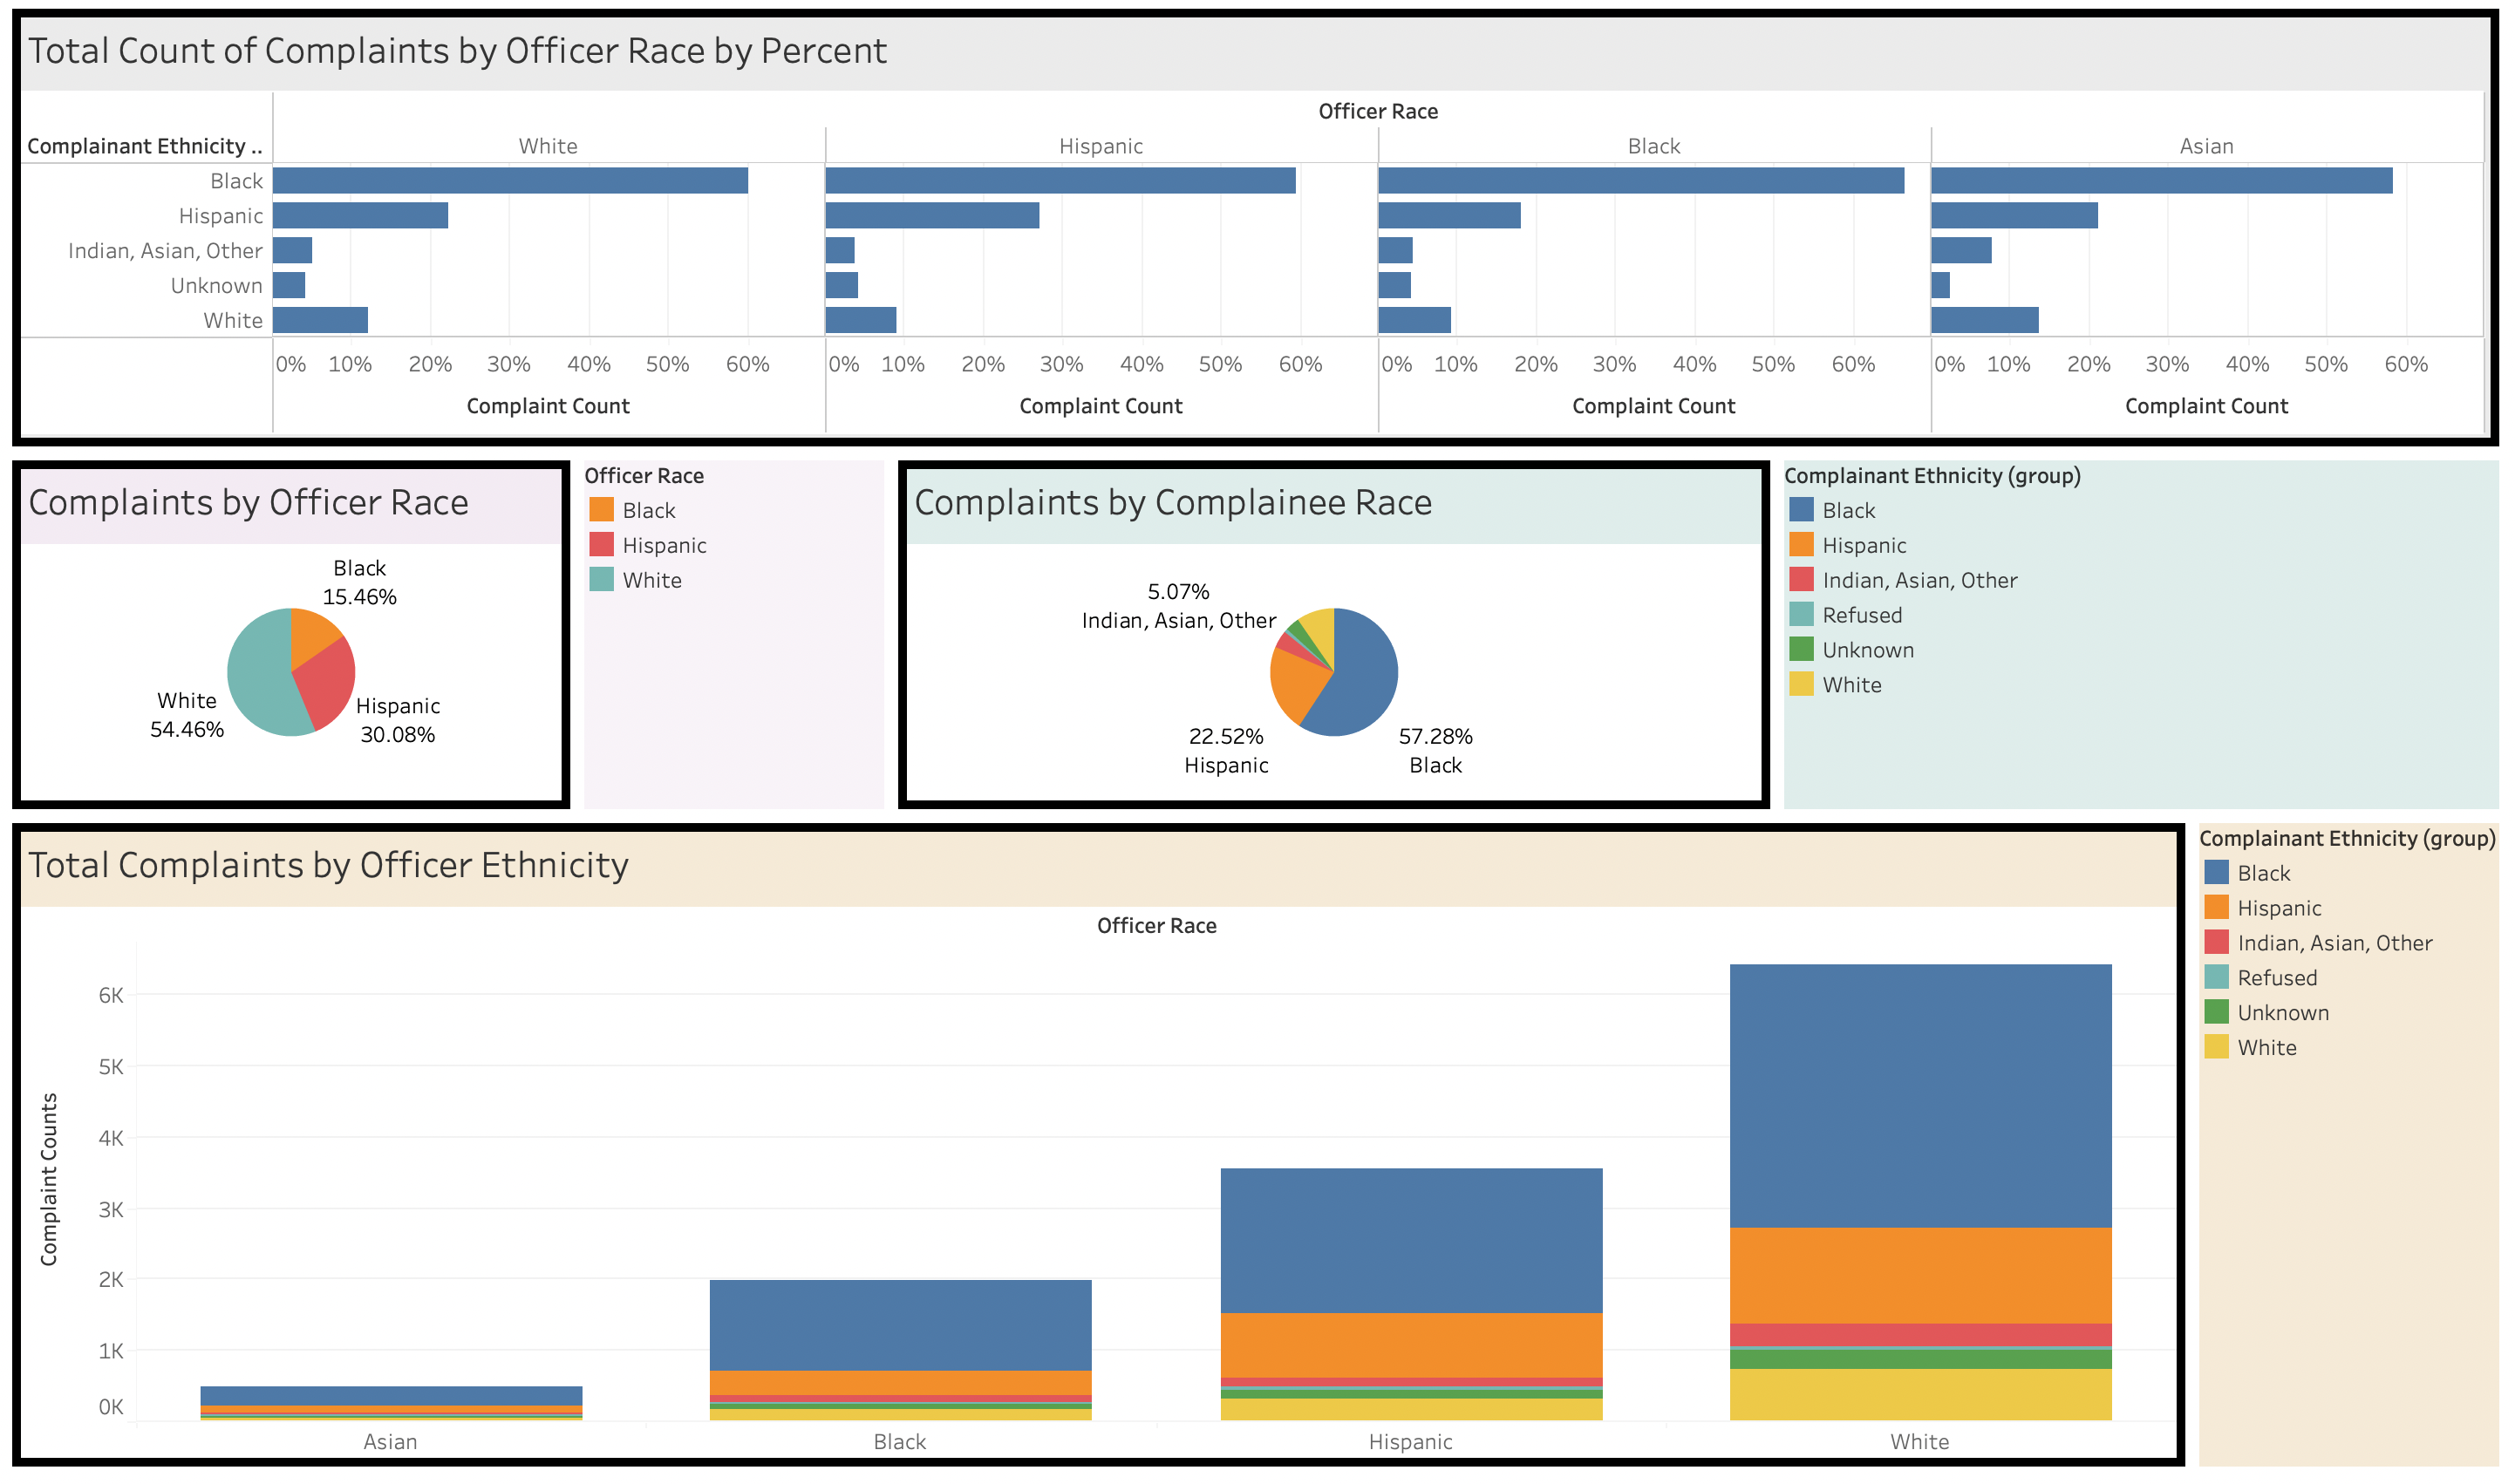 Total Count of Complaints by Officer Race by Percent
Officer Race
Complainant Ethnicity .. White Hispanic Black Asian
Black
Hispanic
Indian, Asian, Other
Unknown
White
0% 10% 20% 30% 40% 50% 60% 0% 10% 20% 30% 40% 50% 60% 0% 10% 20% 30% 40% 50% 60% 0% 10% 20% 30% 40% 50% 60%
Complaint Count Complaint Count Complaint Count Complaint Count
Complaints by Officer Race
Black
15.46%
White
54.46%
Hispanic
30.08%
Officer Race
Black
Hispanic
White
Complaints by Complainee Race
5.07%
Indian, Asian, Other
22.52%
Hispanic
57.28%
Black
Complainant Ethnicity (group)
Black
Hispanic
Indian, Asian, Other
Refused
Unknown
White
Total Complaints by Officer Ethnicity
Officer Race
Complaint Counts
6K
5K
4K
3K
2K
1K
0K
Asian Black Hispanic White
Complainant Ethnicity (group)
Black
Hispanic
Indian, Asian, Other
Refused
Unknown
White